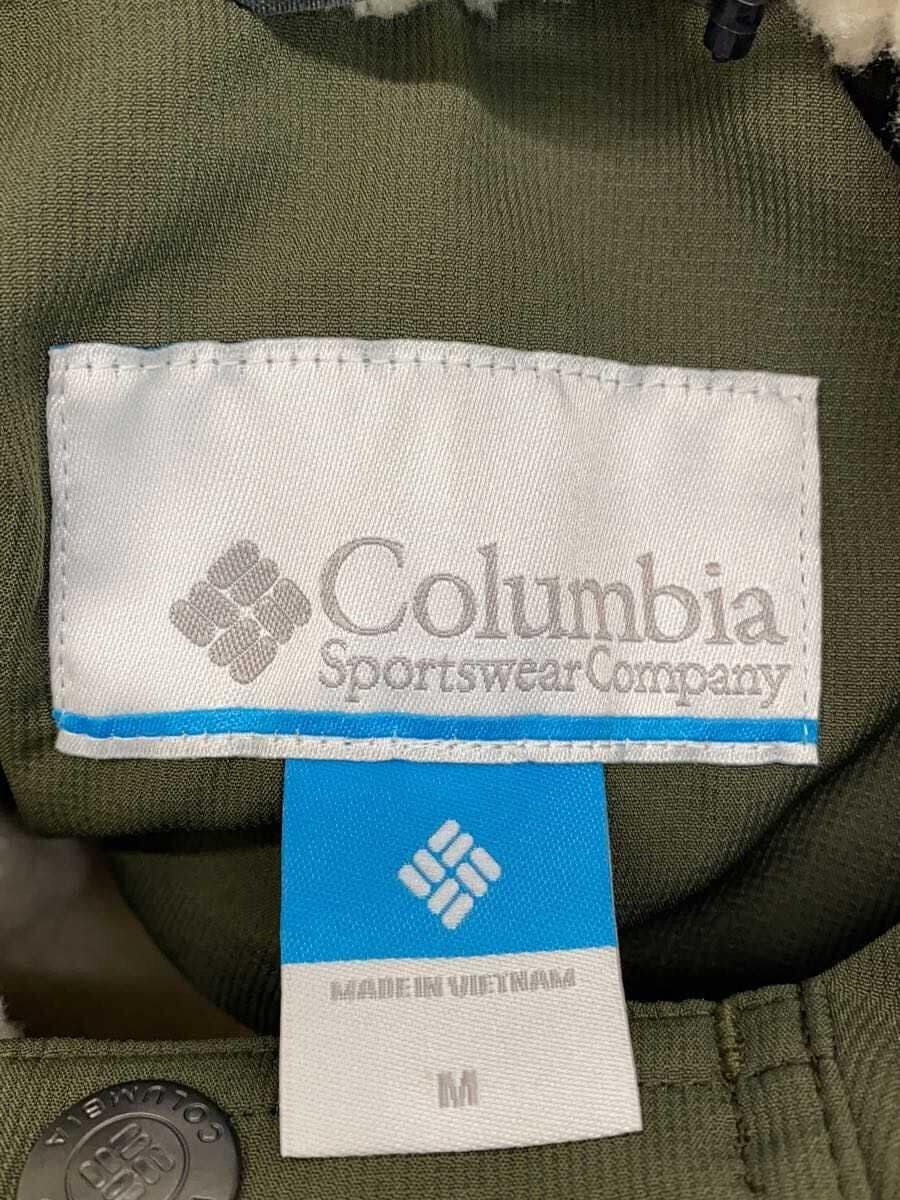 Columbia
Sportswear Company
MADE IN VIETNAM
M
COLUMBIA